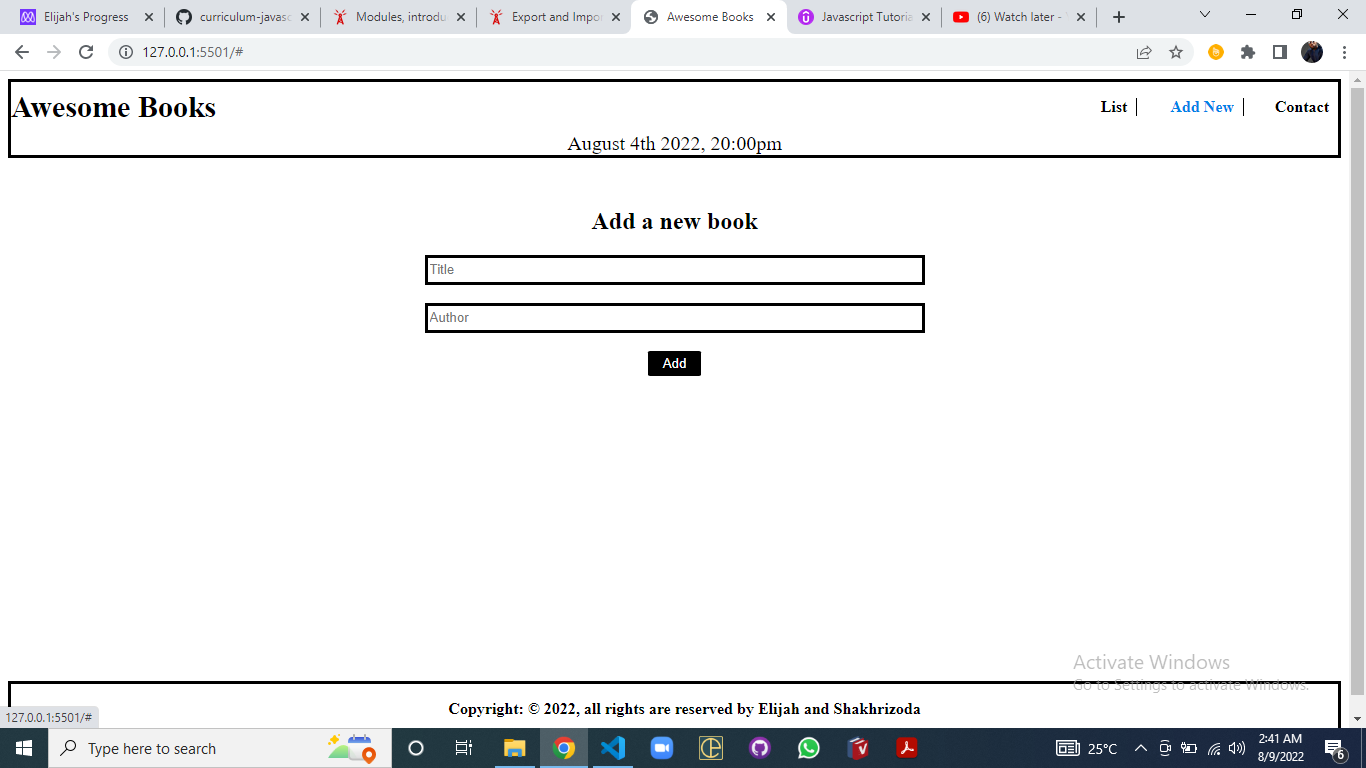 Elijah's Progress
curriculum-javasc
Modules, introdu
Export and Impor
Awesome Books
Javascript Tutoria
(6) Watch later -
127.0.0.1:5501/#
Awesome Books
List
Add New
Contact
August 4th 2022, 20:00pm
Add a new book
Title
Author
Add
Activate Windows
Go to Settings to activate Windows.
Copyright: © 2022, all rights are reserved by Elijah and Shakhrizoda
127.0.0.1:5501/#
Type here to search
25°C
2:41 AM
8/9/2022
6